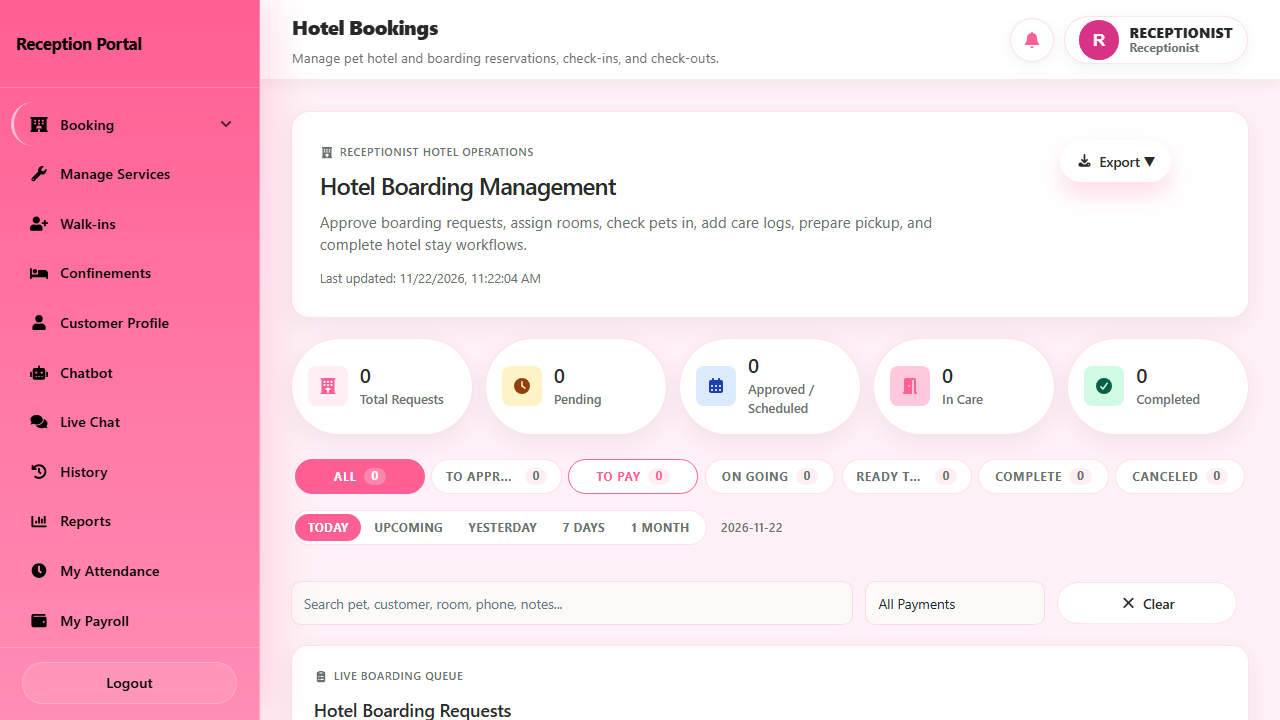 Reception Portal
Booking
Manage Services
Walk-ins
Confinements
Customer Profile
Chatbot
Live Chat
History
Reports
My Attendance
My Payroll
Logout
Hotel Bookings
Manage pet hotel and boarding reservations, check-ins, and check-outs.
R
RECEPTIONIST
Receptionist
RECEPTIONIST HOTEL OPERATIONS
Hotel Boarding Management
Approve boarding requests, assign rooms, check pets in, add care logs, prepare pickup, and
complete hotel stay workflows.
Last updated: 11/22/2026, 11:22:04 AM
Export ▼
0
Total Requests
0
Pending
0
Approved /
Scheduled
0
In Care
0
Completed
ALL 0
TO APPR... 0
TO PAY 0
ON GOING 0
READY T... 0
COMPLETE 0
CANCELED 0
TODAY UPCOMING YESTERDAY 7 DAYS 1 MONTH 2026-11-22
Search pet, customer, room, phone, notes...
All Payments
Clear
LIVE BOARDING QUEUE
Hotel Boarding Requests